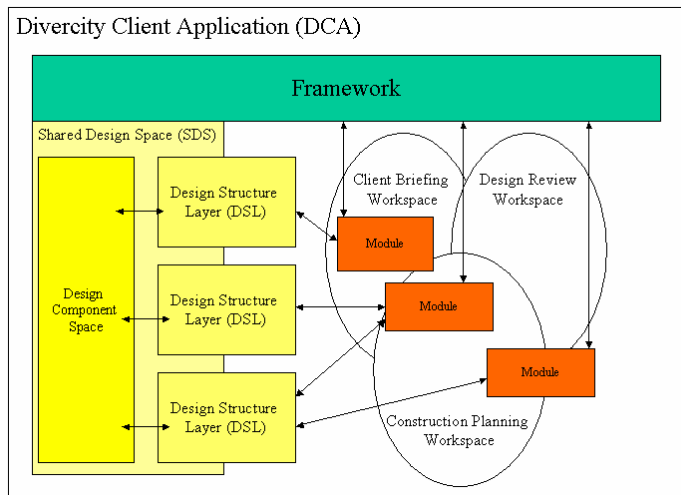 Divercity Client Application (DCA)
Framework
Shared Design Space (SDS)
Design Structure
Layer (DSL)
Client Briefing
Workspace
Design Review
Workspace
Module
Design
Component
Space
Design Structure
Layer (DSL)
Module
Design Structure
Layer (DSL)
Module
Construction Planning
Workspace